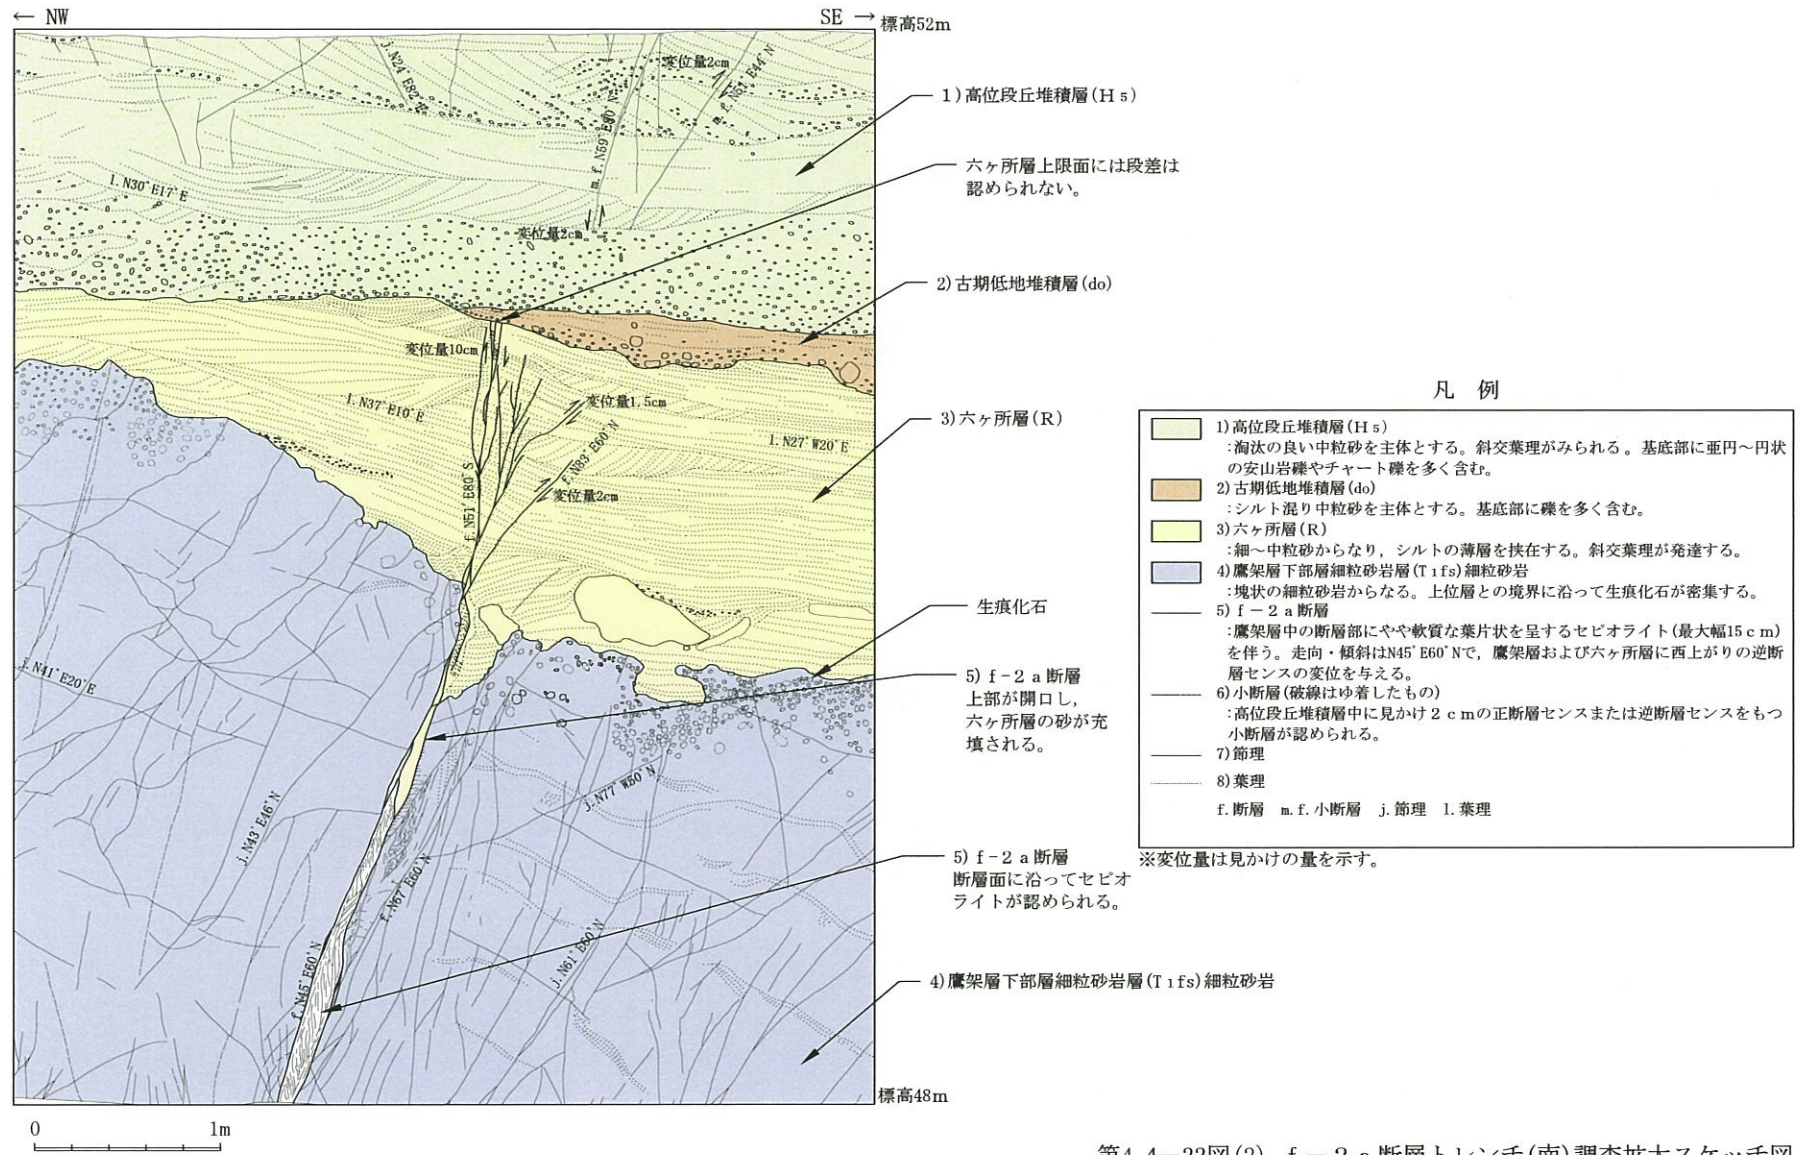 ← NW
SE →
標高52m
j.N24°E82°E
変位量2cm
m.f.N51°E44°N
m.f.N59°E80°N
l.N30°E17°E
変位量2cm
1)高位段丘堆積層(H5)
六ヶ所層上限面には段差は
認められない。
2)古期低地堆積層(do)
変位量10cm
変位量1.5cm
l.N37°E10°E
l.N27°W20°E
f.N83°E60°N
変位量2cm
f.N51°E80°S
3)六ヶ所層(R)
生痕化石
j.N41°E20°E
5) f-2a断層
上部が開口し,
六ヶ所層の砂が充
填される。
j.N77°W50°N
j.N43°E46°N
f.N67°E60°N
5) f-2a断層
断層面に沿ってセピオ
ライトが認められる。
f.N45°E60°N
j.N61°E60°N
4)鷹架層下部層細粒砂岩層(T1fs)細粒砂岩
標高48m
0 1m
凡 例
1)高位段丘堆積層(H5)
:淘汰の良い中粒砂を主体とする。斜交葉理がみられる。基底部に亜円~円状
の安山岩礫やチャート礫を多く含む。
2)古期低地堆積層(do)
:シルト混り中粒砂を主体とする。基底部に礫を多く含む。
3)六ヶ所層(R)
:細~中粒砂からなり,シルトの薄層を挟在する。斜交葉理が発達する。
4)鷹架層下部層細粒砂岩層(T1fs)細粒砂岩
:塊状の細粒砂岩からなる。上位層との境界に沿って生痕化石が密集する。
5) f-2a断層
:鷹架層中の断層部にやや軟質な葉片状を呈するセピオライト(最大幅15cm)
を伴う。走向・傾斜はN45°E60°Nで,鷹架層および六ヶ所層に西上がりの逆断
層センスの変位を与える。
6)小断層(破線はゆ着したもの)
:高位段丘堆積層中に見かけ2cmの正断層センスまたは逆断層センスをもつ
小断層が認められる。
7)節理
8)葉理
f.断層 m.f.小断層 j.節理 l.葉理
※変位量は見かけの量を示す。
第4.4-22図(2) f-2a断層トレンチ(南)調査拡大スケッチ図